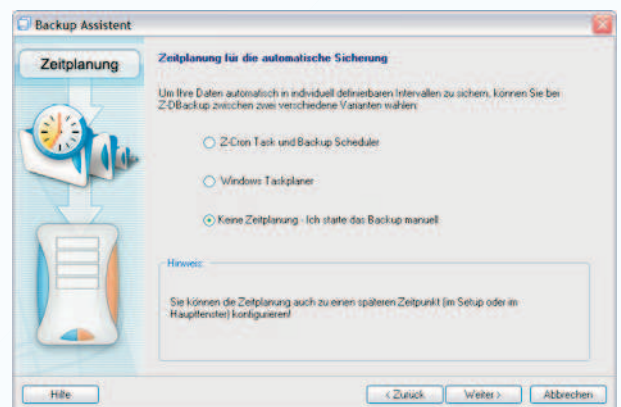 Backup Assistent
Zeitplanung
Zeitplanung für die automatische Sicherung
Um Ihre Daten automatisch in individuell definierbaren Intervallen zu sichern, können Sie bei
Z-DBackup zwischen zwei verschiedene Varianten wählen:
Z-Cron Task und Backup Scheduler
Windows Taskplaner
Keine Zeitplanung - Ich starte das Backup manuell
Hinweis:
Sie können die Zeitplanung auch zu einen späteren Zeitpunkt (im Setup oder im
Hauptfenster) konfigurieren!
Hilfe
< Zurück
Weiter >
Abbrechen